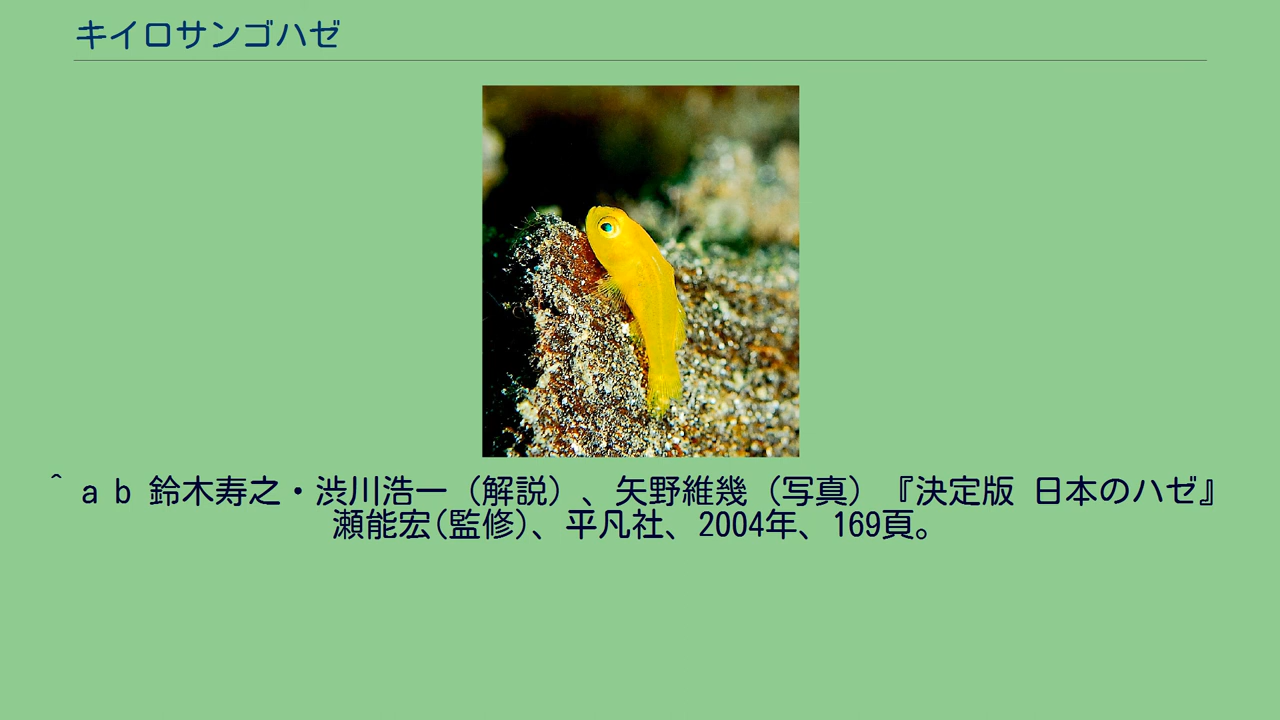 キイロサンゴハゼ
^ a b 鈴木寿之・渋川浩一（解説）、矢野維幾（写真）『決定版 日本のハゼ』
瀬能宏(監修)、平凡社、2004年、169頁。